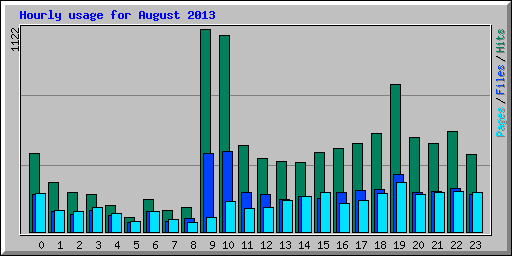 Hourly usage for August 2013
1122
Pages / Files / Hits
0 1 2 3 4 5 6 7 8 9 10 11 12 13 14 15 16 17 18 19 20 21 22 23